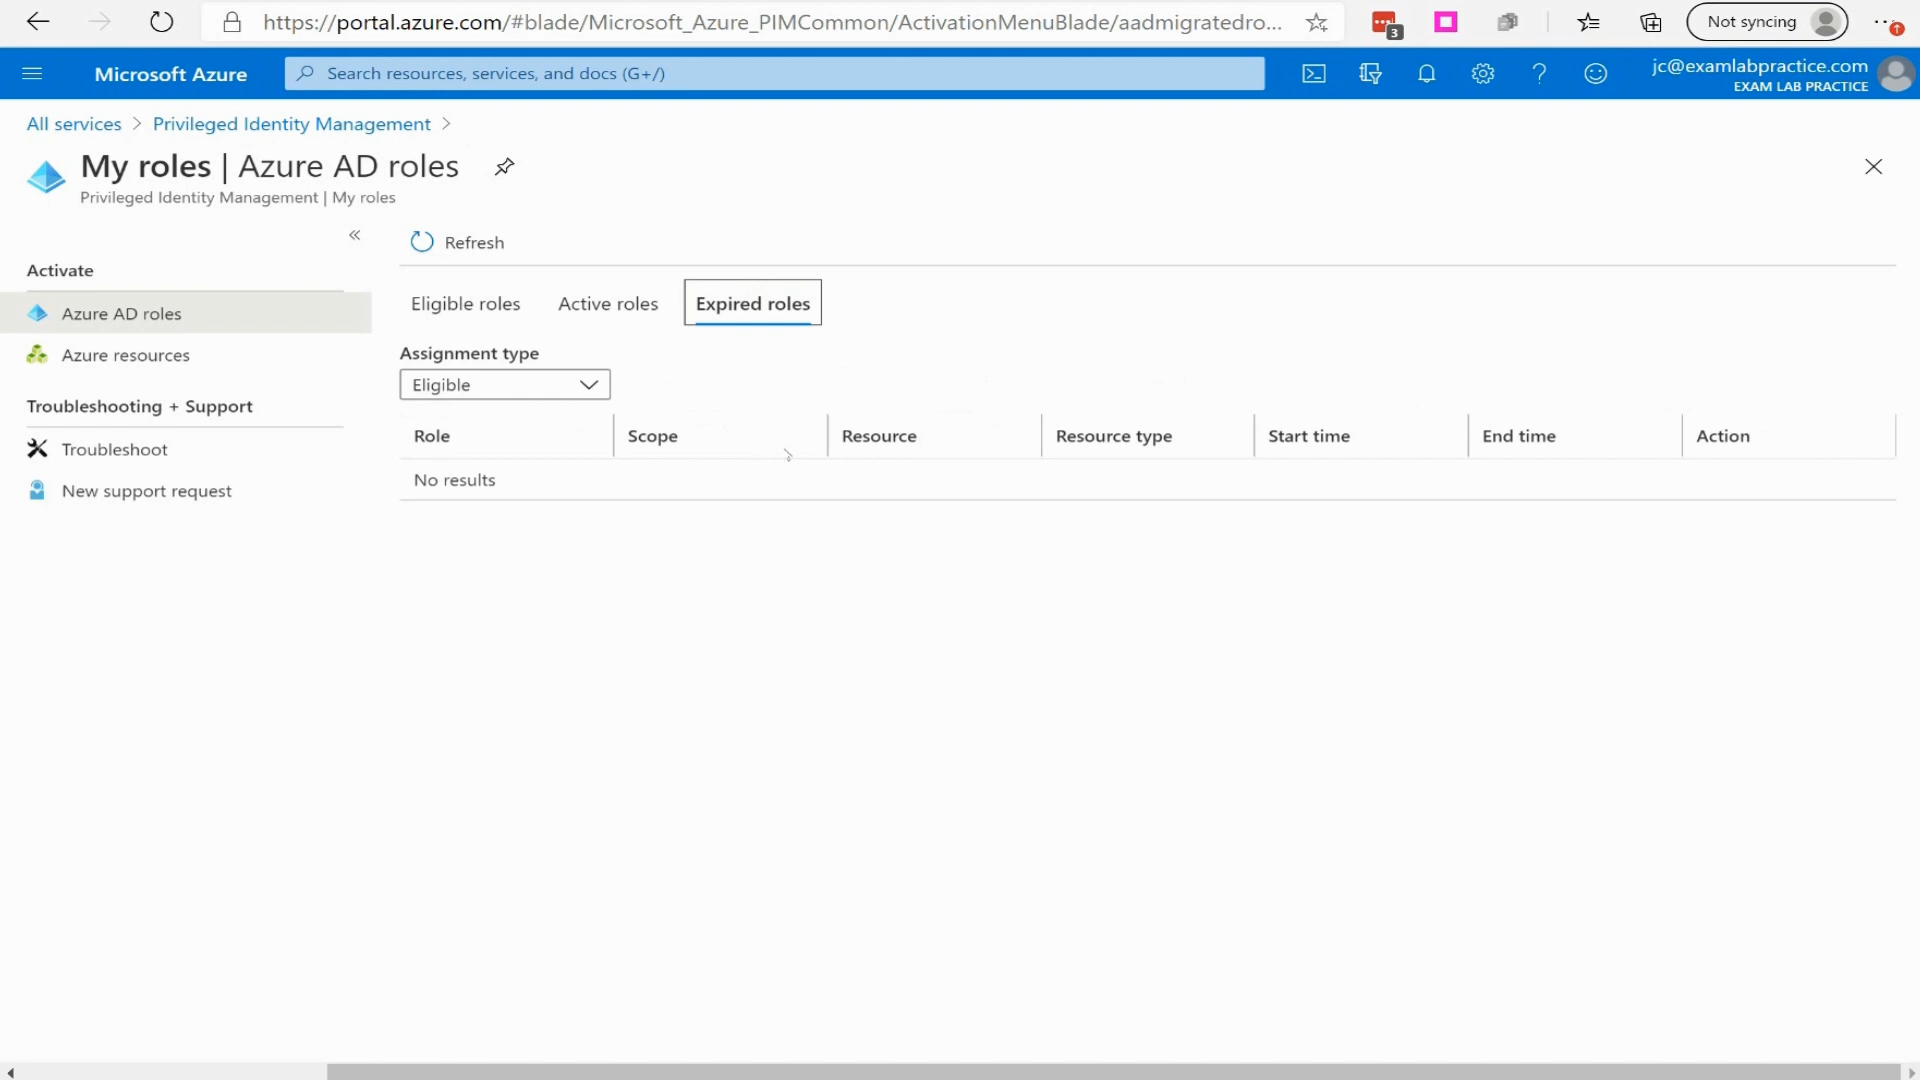 https://portal.azure.com/#blade/Microsoft_Azure_PIMCommon/ActivationMenuBlade/aadmigratedro...
3
Not syncing
Microsoft Azure
Search resources, services, and docs (G+/)
jc@examlabpractice.com
EXAM LAB PRACTICE
All services > Privileged Identity Management >
My roles | Azure AD roles
Privileged Identity Management | My roles
«
Refresh
Activate
Azure AD roles
Azure resources
Troubleshooting + Support
Troubleshoot
New support request
Eligible roles
Active roles
Expired roles
Assignment type
Eligible
Role
Scope
Resource
Resource type
Start time
End time
Action
No results